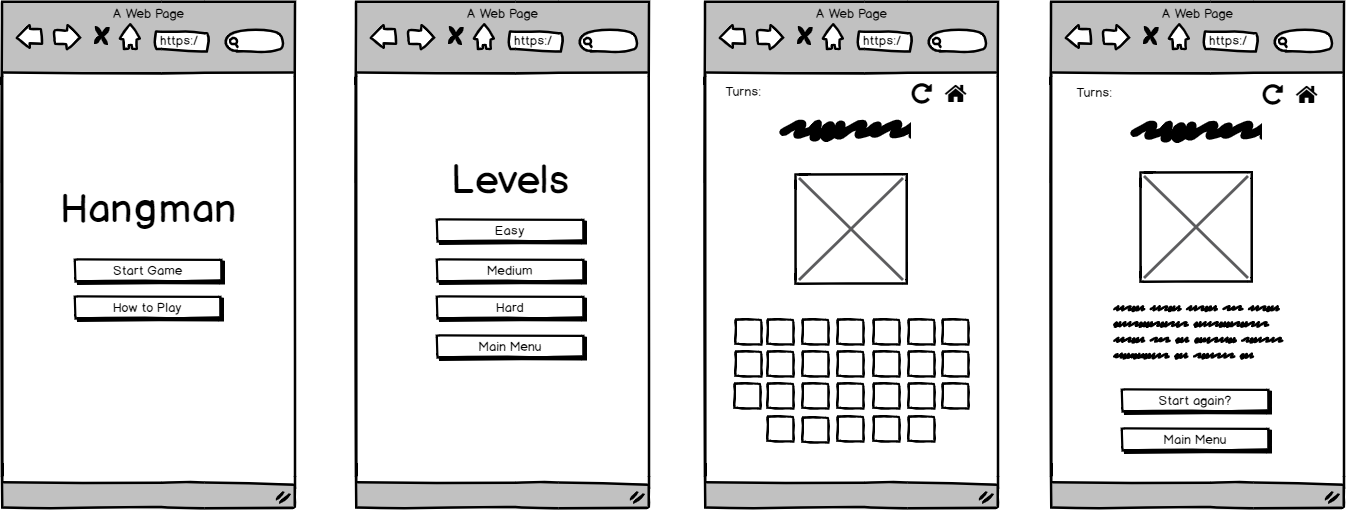 A Web Page
https:/
Hangman
Start Game
How to Play
A Web Page
https:/
Levels
Easy
Medium
Hard
Main Menu
A Web Page
https:/
Turns:
A Web Page
https:/
Turns:
Start again?
Main Menu